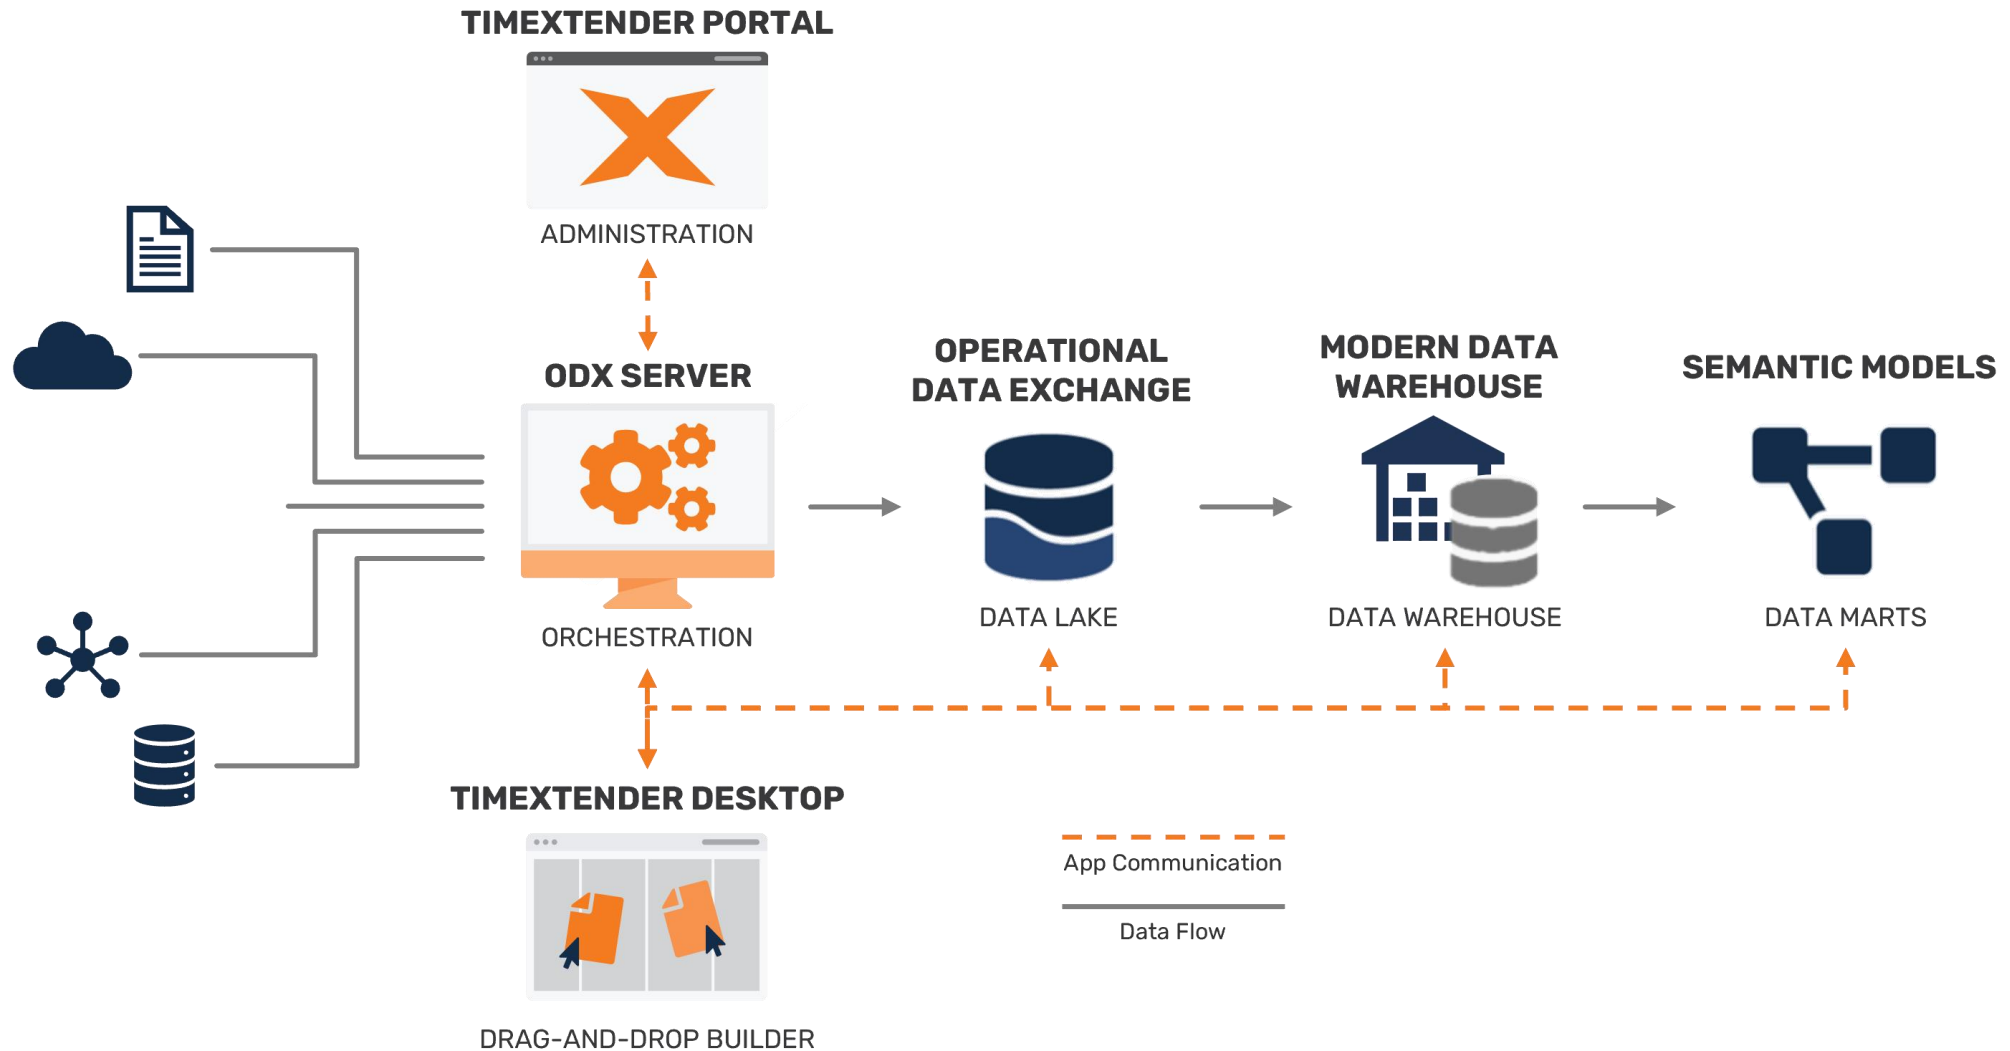 TIMEXTENDER PORTAL
ADMINISTRATION
ODX SERVER
ORCHESTRATION
OPERATIONAL
DATA EXCHANGE
DATA LAKE
MODERN DATA
WAREHOUSE
DATA WAREHOUSE
SEMANTIC MODELS
DATA MARTS
TIMEXTENDER DESKTOP
DRAG-AND-DROP BUILDER
App Communication
Data Flow